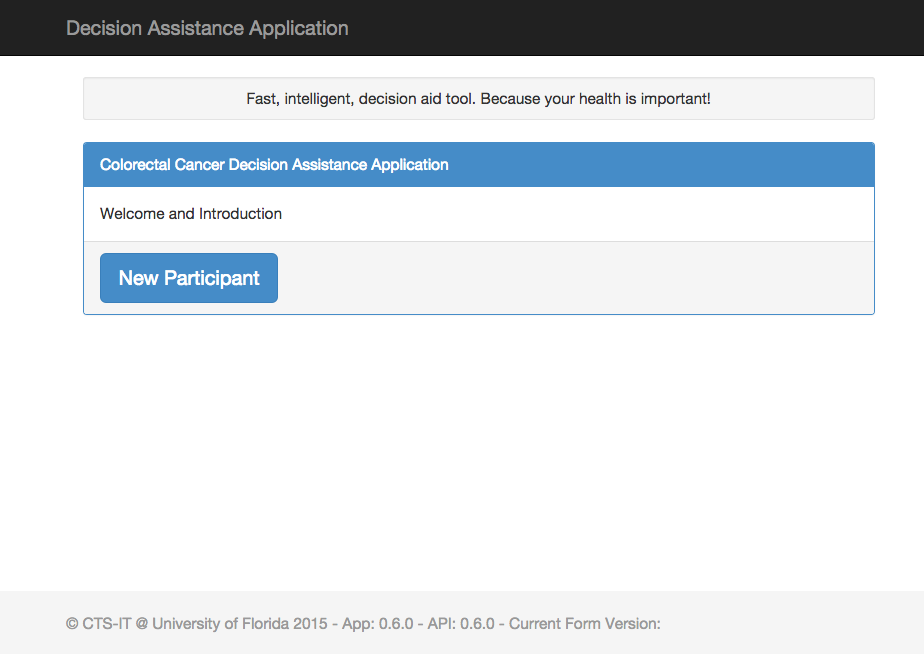 Decision Assistance Application
Fast, intelligent, decision aid tool. Because your health is important!
Colorectal Cancer Decision Assistance Application
Welcome and Introduction
New Participant
© CTS-IT @ University of Florida 2015 - App: 0.6.0 - API: 0.6.0 - Current Form Version: